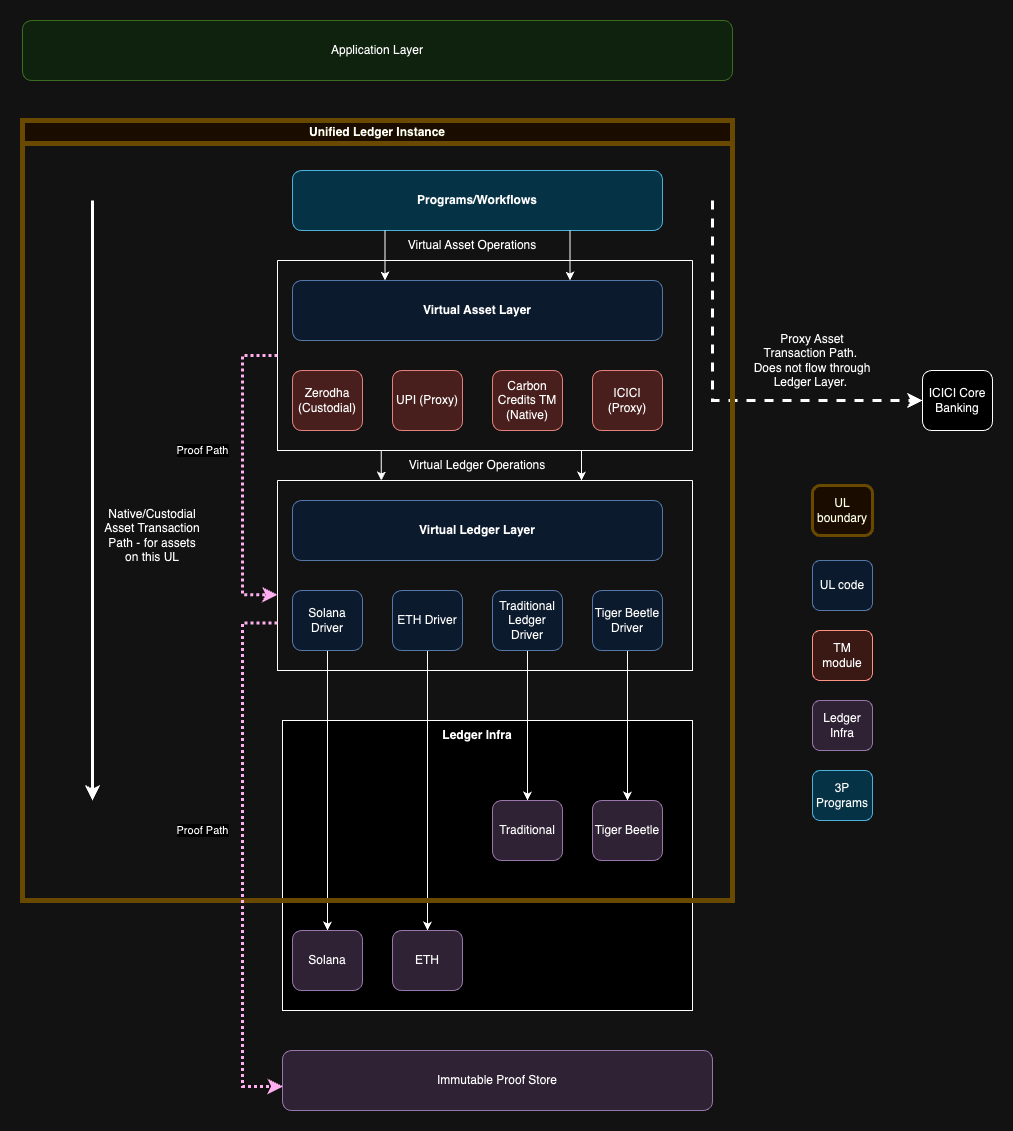 Application Layer
Unified Ledger Instance
Programs/Workflows
Virtual Asset Operations
Virtual Asset Layer
Zerodha
(Custodial)
UPI (Proxy)
Carbon
Credits TM
(Native)
ICICI
(Proxy)
Proxy Asset
Transaction Path.
Does not flow through
Ledger Layer.
ICICI Core
Banking
Proof Path
Virtual Ledger Operations
Native/Custodial
Asset Transaction
Path - for assets
on this UL
Virtual Ledger Layer
Solana
Driver
ETH Driver
Traditional
Ledger
Driver
Tiger Beetle
Driver
UL
boundary
UL code
TM
module
Ledger
Infra
3P
Programs
Ledger Infra
Traditional
Tiger Beetle
Proof Path
Solana
ETH
Immutable Proof Store